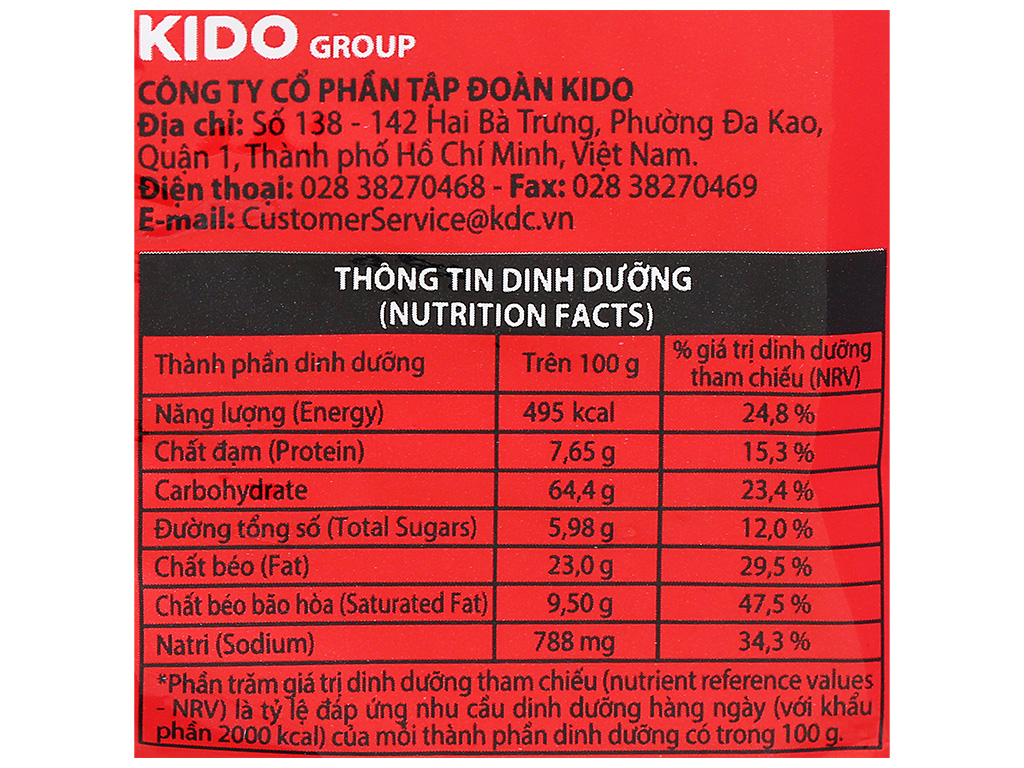 KIDO GROUP
CÔNG TY CỔ PHẦN TẬP ĐOÀN KIDO
Địa chỉ: Số 138 - 142 Hai Bà Trưng, Phường Đa Kao,
Quận 1, Thành phố Hồ Chí Minh, Việt Nam.
Điện thoại: 028 38270468 - Fax: 028 38270469
E-mail: CustomerService@kdc.vn
THÔNG TIN DINH DƯỠNG
(NUTRITION FACTS)
Thành phần dinh dưỡng Trên 100 g % giá trị dinh dưỡng
tham chiếu (NRV)
Năng lượng (Energy) 495 kcal 24,8 %
Chất đạm (Protein) 7,65 g 15,3 %
Carbohydrate 64,4 g 23,4 %
Đường tổng số (Total Sugars) 5,98 g 12,0 %
Chất béo (Fat) 23,0 g 29,5 %
Chất béo bão hòa (Saturated Fat) 9,50 g 47,5 %
Natri (Sodium) 788 mg 34,3 %
*Phần trăm giá trị dinh dưỡng tham chiếu (nutrient reference values
- NRV) là tỷ lệ đáp ứng nhu cầu dinh dưỡng hàng ngày (với khẩu
phần 2000 kcal) của mỗi thành phần dinh dưỡng có trong 100 g.